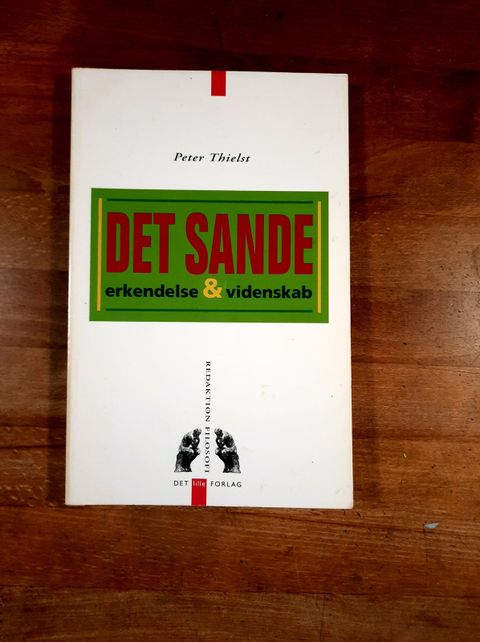 Peter Thielst
DET SANDE
erkendelse & videnskab
REDAKTION FILOSOFI
DET lille FORLAG